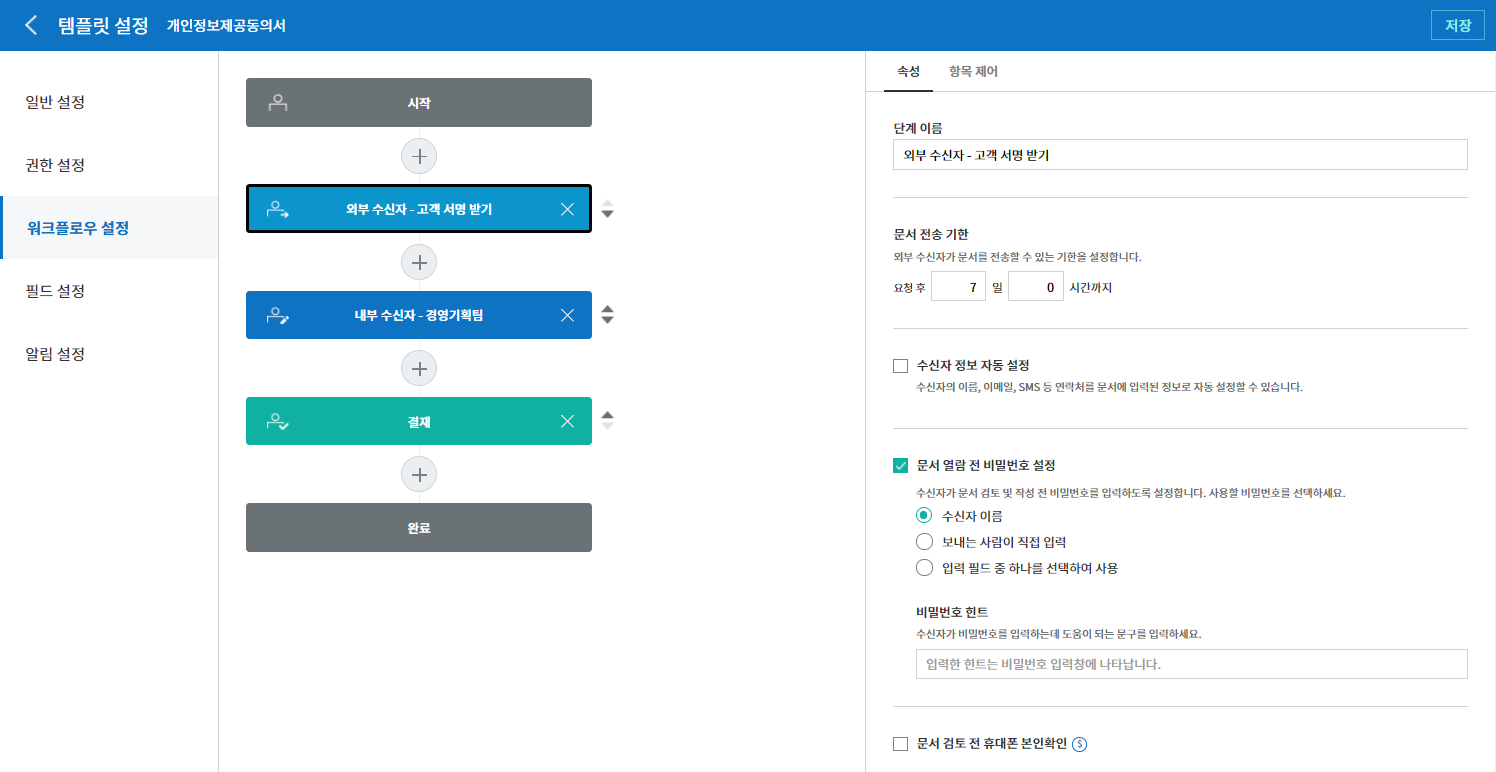 템플릿 설정 개인정보제공동의서 저장
일반 설정
권한 설정
워크플로우 설정
필드 설정
알림 설정
시작
외부 수신자 - 고객 서명 받기
내부 수신자 - 경영기획팀
결재
완료
속성 항목 제어
단계 이름
외부 수신자 - 고객 서명 받기
문서 전송 기한
외부 수신자가 문서를 전송할 수 있는 기한을 설정합니다.
요청 후 7 일 0 시간까지
수신자 정보 자동 설정
수신자의 이름, 이메일, SMS 등 연락처를 문서에 입력된 정보로 자동 설정할 수 있습니다.
문서 열람 전 비밀번호 설정
수신자가 문서 검토 및 작성 전 비밀번호를 입력하도록 설정합니다. 사용할 비밀번호를 선택하세요.
수신자 이름
보내는 사람이 직접 입력
입력 필드 중 하나를 선택하여 사용
비밀번호 힌트
수신자가 비밀번호를 입력하는데 도움이 되는 문구를 입력하세요.
입력한 힌트는 비밀번호 입력창에 나타납니다.
문서 검토 전 휴대폰 본인확인 $